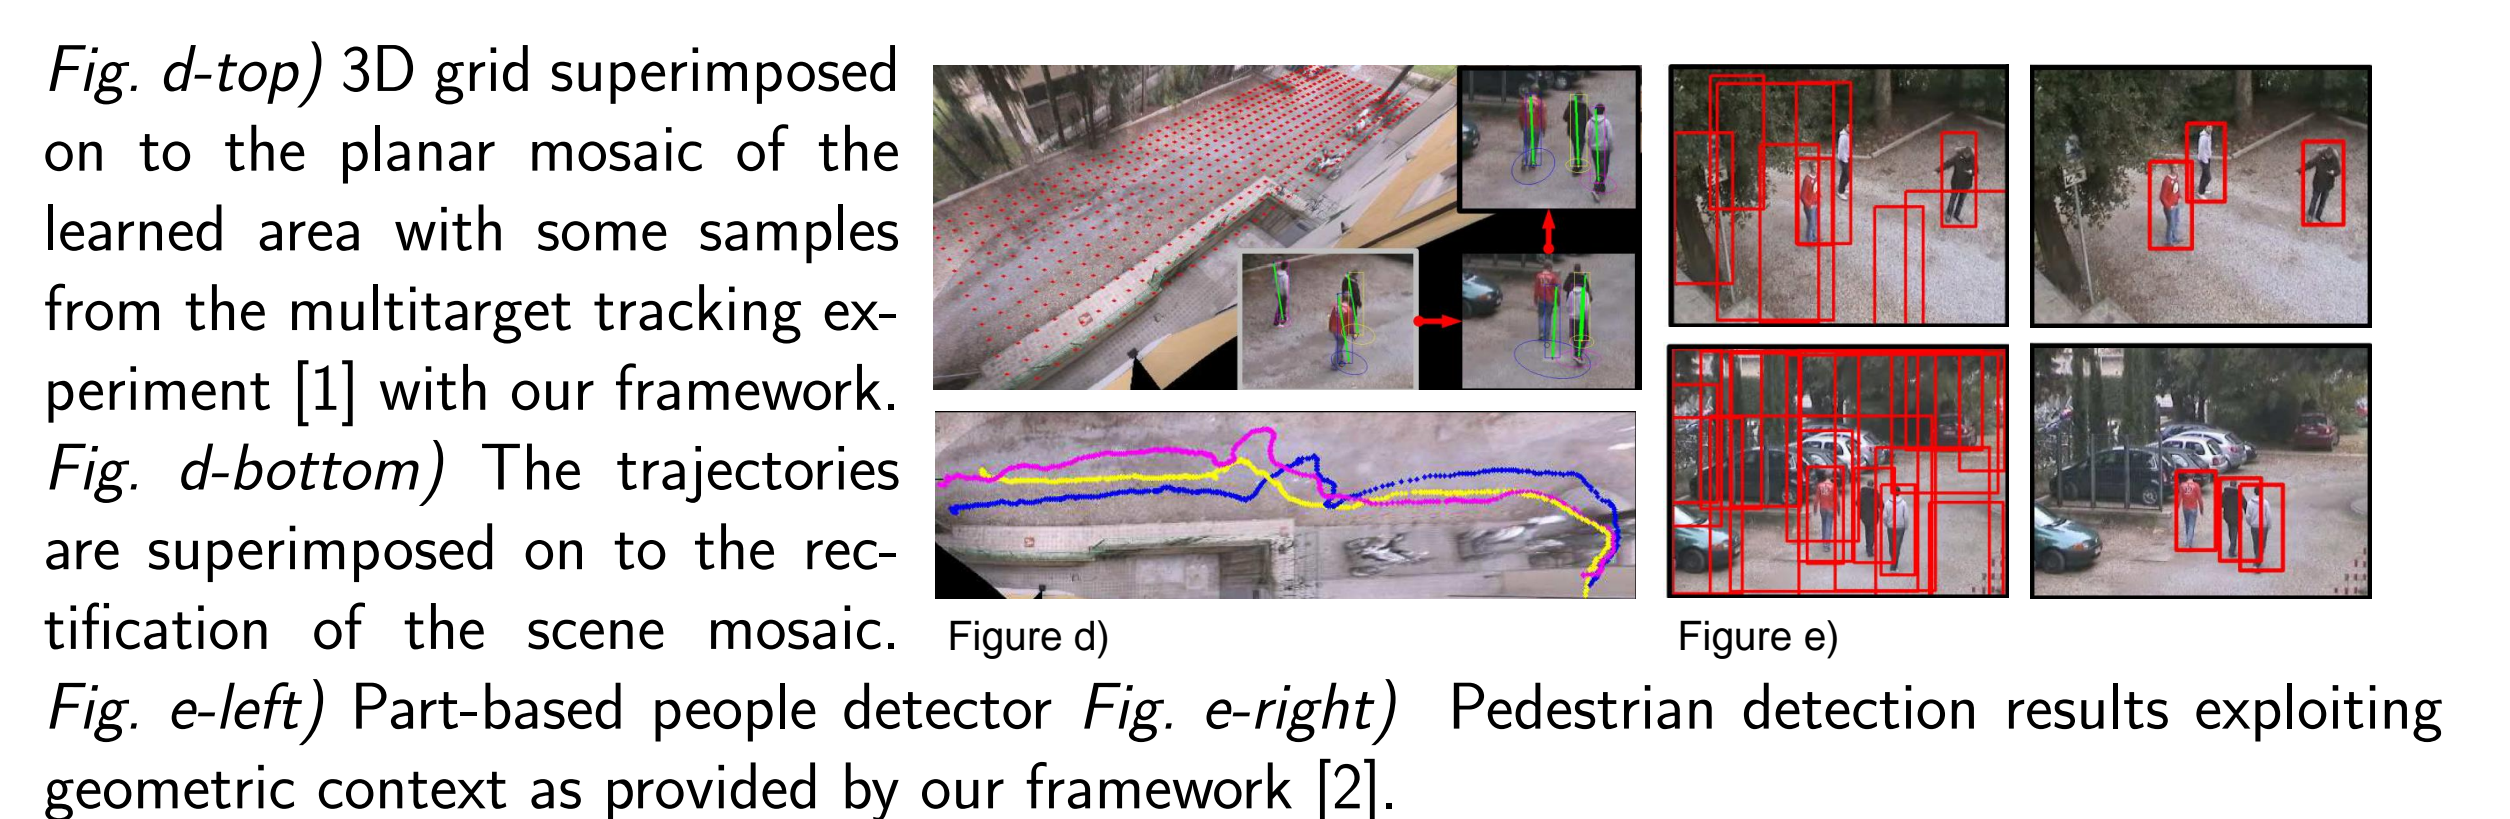 Fig. d-top) 3D grid superimposed
on to the planar mosaic of the
learned area with some samples
from the multitarget tracking ex-
periment [1] with our framework.
Fig. d-bottom) The trajectories
are superimposed on to the rec-
tification of the scene mosaic.
Figure d)
Figure e)
Fig. e-left) Part-based people detector Fig. e-right) Pedestrian detection results exploiting
geometric context as provided by our framework [2].